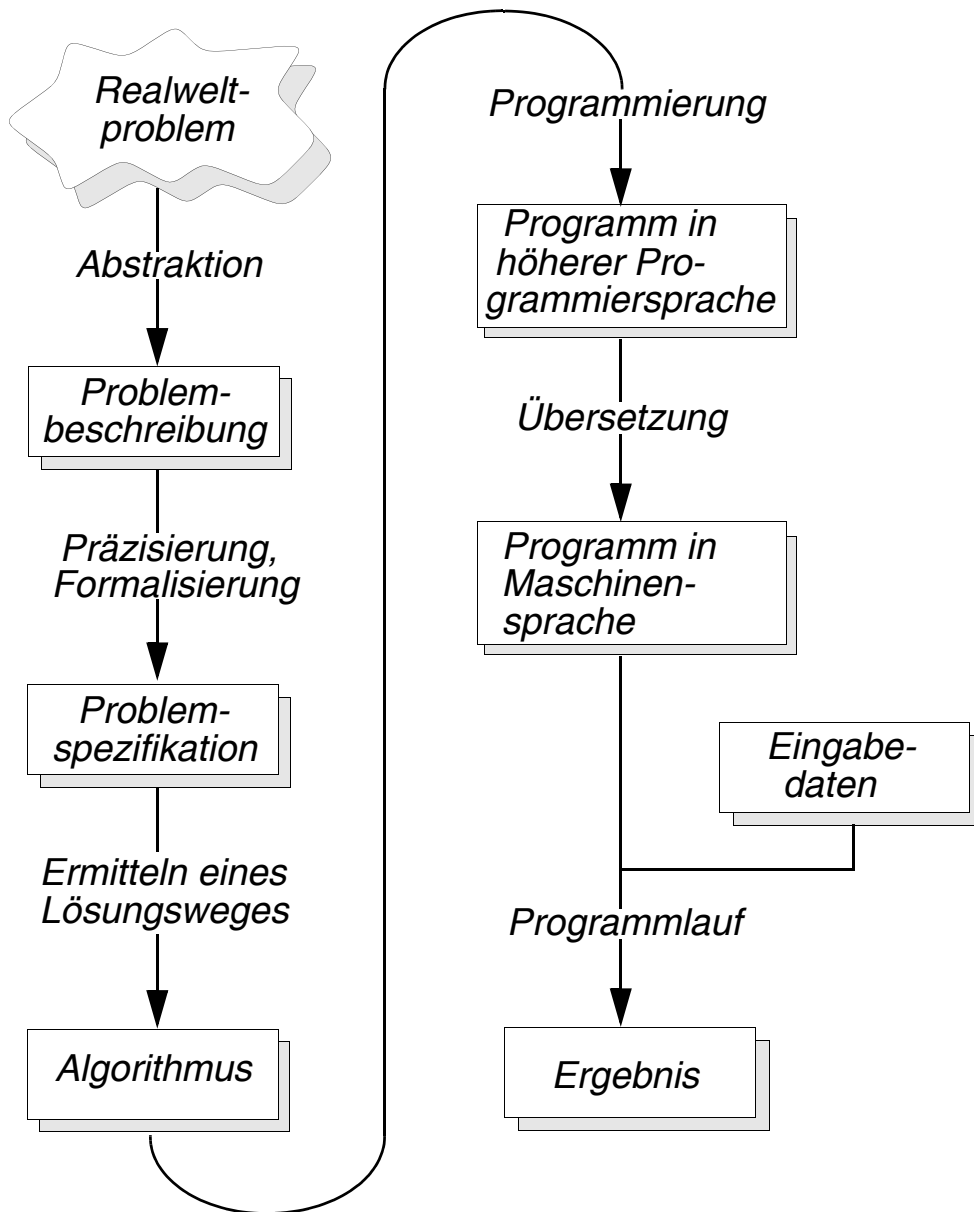 Realwelt-
problem
Abstraktion
Problem-
beschreibung
Präzisierung,
Formalisierung
Problem-
spezifikation
Ermitteln eines
Lösungsweges
Algorithmus
Programmierung
Programm in
höherer Pro-
grammiersprache
Übersetzung
Programm in
Maschinen-
sprache
Eingabe-
daten
Programmlauf
Ergebnis